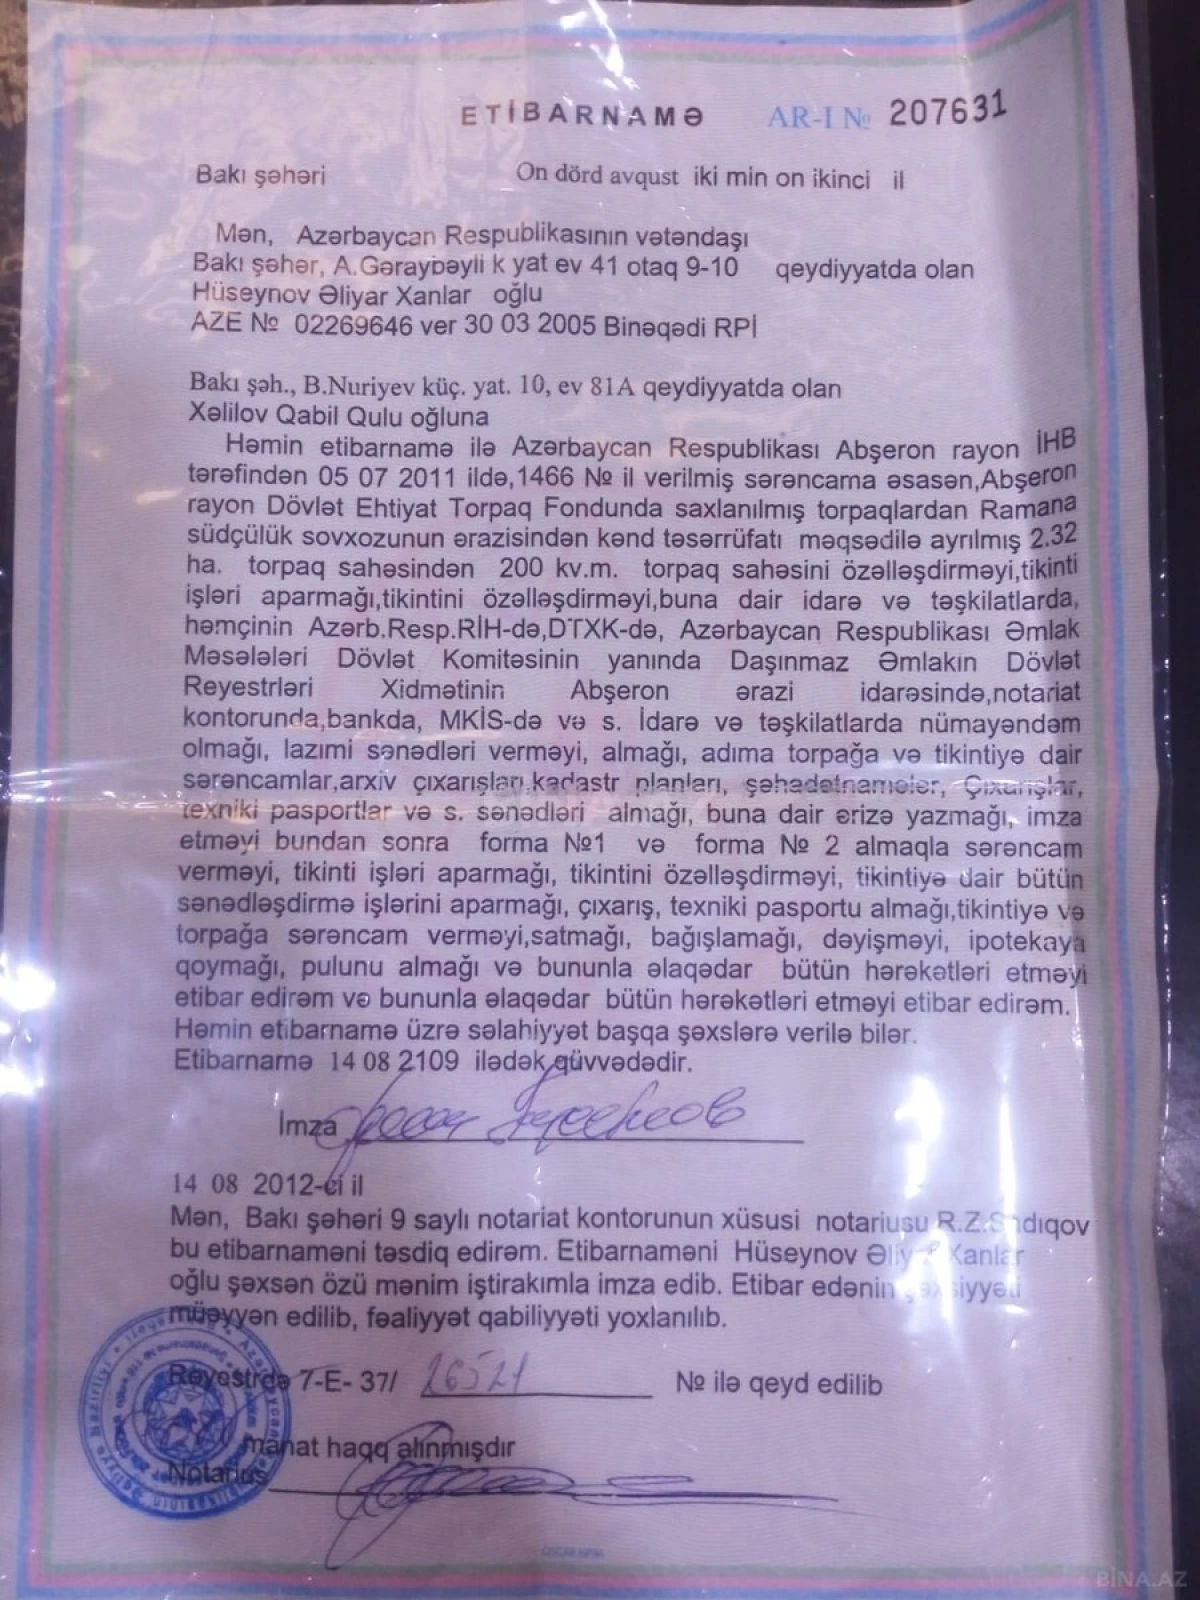 ETİBARNAMƏ AR-I № 207631
Bakı şəhəri On dörd avqust iki min on ikinci il
Mən, Azərbaycan Respublikasının vətəndaşı
Bakı şəhər, A.Gəraybəyli k yat ev 41 otaq 9-10 qeydiyyatda olan
Hüseynov Əliyar Xanlar oğlu
AZE № 02269646 ver 30 03 2005 Binəqədi RPİ
Bakı şəh., B.Nuriyev küç. yat. 10, ev 81A qeydiyyatda olan
Xəlilov Qabil Qulu oğluna
Həmin etibarnamə ilə Azərbaycan Respublikası Abşeron rayon İHB
tərəfindən 05 07 2011 ildə,1466 № il verilmiş sərəncama əsasən,Abşeron
rayon Dövlət Ehtiyat Torpaq Fondunda saxlanılmış torpaqlardan Ramana
südçülük sovxozunun ərazisindən kənd təsərrüfatı məqsədilə ayrılmış 2.32
ha. torpaq sahəsindən 200 kv.m. torpaq sahəsini özəlləşdirməyi,tikinti
işləri aparmağı,tikintini özəlləşdirməyi,buna dair idarə və təşkilatlarda,
həmçinin Azərb.Resp.RİH-də,DTXK-də, Azərbaycan Respublikası Əmlak
Məsələləri Dövlət Komitəsinin yanında Daşınmaz Əmlakın Dövlət
Reyestrləri Xidmətinin Abşeron ərazi idarəsində,notariat
kontorunda,bankda, MKİS-də və s. İdarə və təşkilatlarda nümayəndəm
olmağı, lazımi sənədləri verməyi, almağı, adıma torpağa və tikintiyə dair
sərəncamlar,arxiv çıxarışları,kadastr planları, şəhadətnamələr, Çıxarışlar,
texniki pasportlar və s. sənədləri almağı, buna dair ərizə yazmağı, imza
etməyi bundan sonra forma №1 və forma № 2 almaqla sərəncam
verməyi, tikinti işləri aparmağı, tikintini özəlləşdirməyi, tikintiyə dair bütün
sənədləşdirmə işlərini aparmağı, çıxarış, texniki pasportu almağı,tikintiyə və
torpağa sərəncam verməyi,satmağı, bağışlamağı, dəyişməyi, ipotekaya
qoymağı, pulunu almağı və bununla əlaqədar bütün hərəkətləri etməyi
etibar edirəm və bununla əlaqədar bütün hərəkətləri etməyi etibar edirəm.
Həmin etibarnamə üzrə səlahiyyət başqa şəxslərə verilə bilər.
Etibarnamə 14 08 2109 ilədək qüvvədədir.
İmza
14 08 2012-ci il
Mən, Bakı şəhəri 9 saylı notariat kontorunun xüsusi notariusu R.Z.Sadıqov
bu etibarnaməni təsdiq edirəm. Etibarnaməni Hüseynov Əliyar Xanlar
oğlu şəxsən özü mənim iştirakımla imza edib. Etibar edənin şəxsiyyəti
müəyyən edilib, fəaliyyət qabiliyyəti yoxlanılıb.
Reyestrdə 7-E- 37/ 26521 № ilə qeyd edilib
manat haqq alınmışdır
Notarius
BİNA.AZ